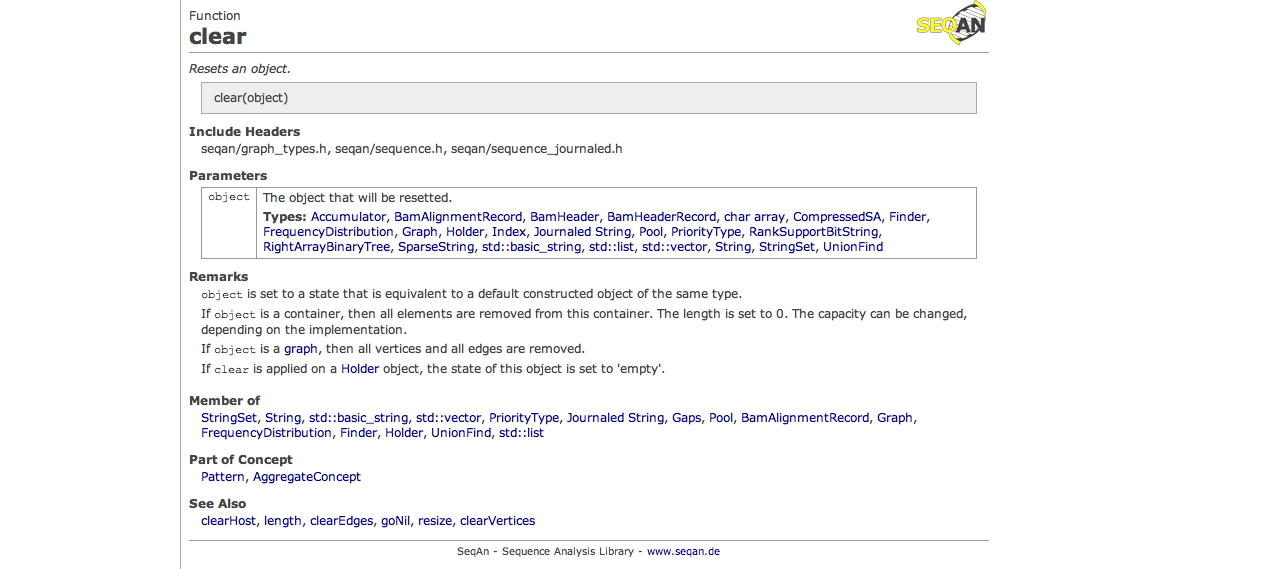 Function
clear
SEQAN
Resets an object.
clear(object)
Include Headers
seqan/graph_types.h, seqan/sequence.h, seqan/sequence_journaled.h
Parameters
object The object that will be resetted.
Types: Accumulator, BamAlignmentRecord, BamHeader, BamHeaderRecord, char array, CompressedSA, Finder,
FrequencyDistribution, Graph, Holder, Index, Journaled String, Pool, PriorityType, RankSupportBitString,
RightArrayBinaryTree, SparseString, std::basic_string, std::list, std::vector, String, StringSet, UnionFind
Remarks
object is set to a state that is equivalent to a default constructed object of the same type.
If object is a container, then all elements are removed from this container. The length is set to 0. The capacity can be changed,
depending on the implementation.
If object is a graph, then all vertices and all edges are removed.
If clear is applied on a Holder object, the state of this object is set to 'empty'.
Member of
StringSet, String, std::basic_string, std::vector, PriorityType, Journaled String, Gaps, Pool, BamAlignmentRecord, Graph,
FrequencyDistribution, Finder, Holder, UnionFind, std::list
Part of Concept
Pattern, AggregateConcept
See Also
clearHost, length, clearEdges, goNil, resize, clearVertices
SeqAn - Sequence Analysis Library - www.seqan.de